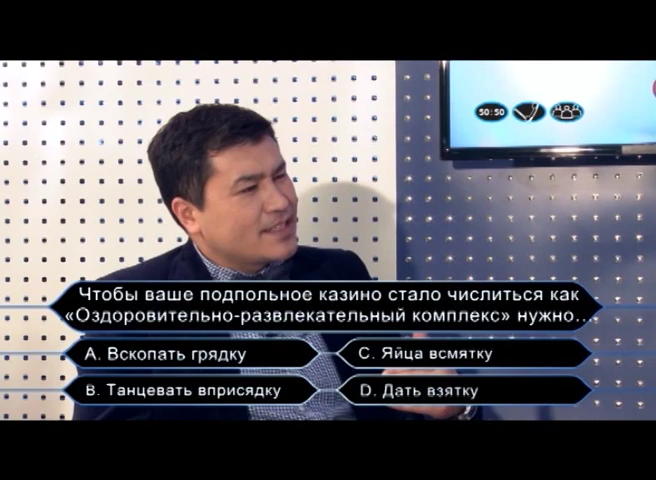 50:50
Чтобы ваше подпольное казино стало числиться как
«Оздоровительно-развлекательный комплекс» нужно...
A. Вскопать грядку
C. Яйца всмятку
B. Танцевать вприсядку
D. Дать взятку